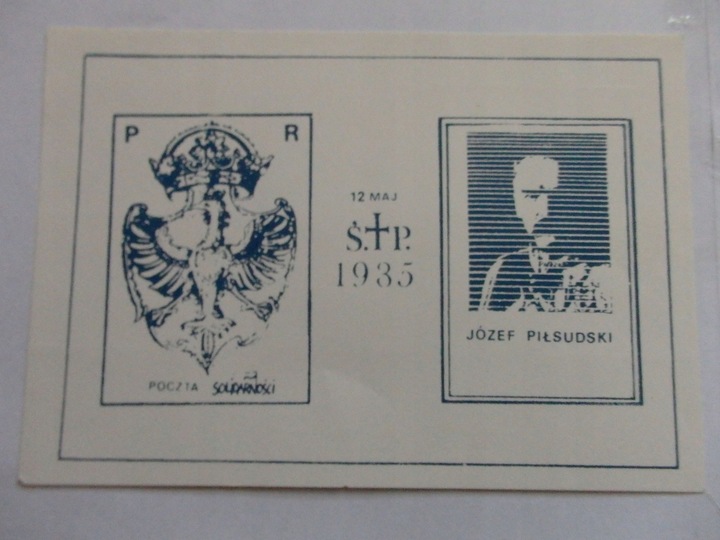 P R
POCZTA SOLIDARNOŚCI
12 MAJ
Ś.†P.
1935
JÓZEF PIŁSUDSKI